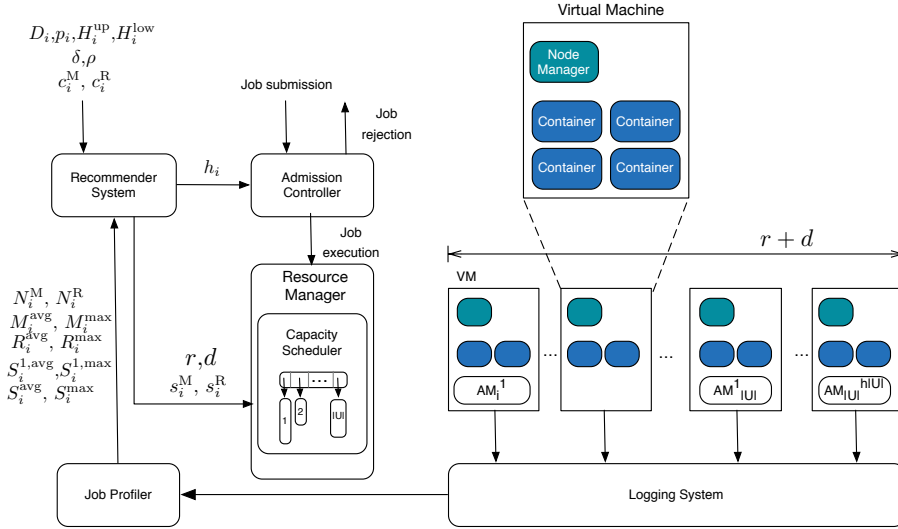 Virtual Machine
D_i,p_i,H_i^up,H_i^low
δ,ρ
c_i^M, c_i^R
Node
Manager
Job submission
Job
rejection
Container Container
Container Container
Recommender
System
h_i
Admission
Controller
Job
execution
r + d
VM
Resource
Manager
N_i^M, N_i^R
M_i^avg, M_i^max
R_i^avg, R_i^max
S_i^1,avg,S_i^1,max
S_i^avg, S_i^max
Capacity
Scheduler
...
1 2 |U|
r,d
s_i^M, s_i^R
... ... ...
AM_i^1 AM^1_|U| AM_|U|^h|U|
Job Profiler
Logging System